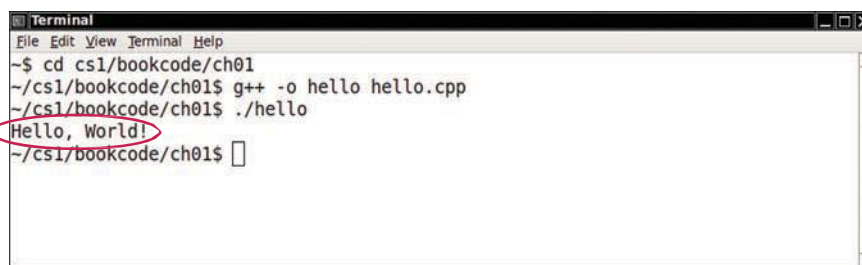 Terminal
File Edit View Terminal Help
~$ cd cs1/bookcode/ch01
~/cs1/bookcode/ch01$ g++ -o hello hello.cpp
~/cs1/bookcode/ch01$ ./hello
Hello, World!
~/cs1/bookcode/ch01$